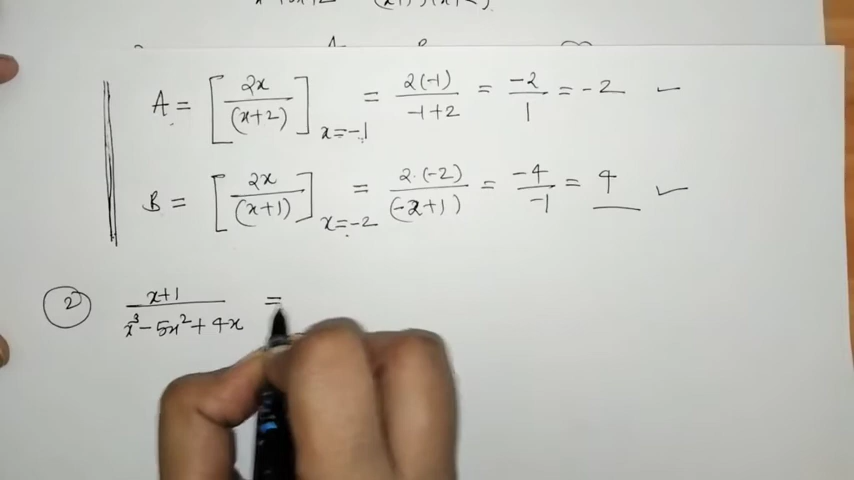 A = [2x/(x+2)] x=-1 = 2(-1)/-1+2 = -2/1 = -2 ✓
B = [2x/(x+1)] x=-2 = 2·(-2)/(-2+1) = -4/-1 = 4 ✓
② x+1/x³-5x²+4x =